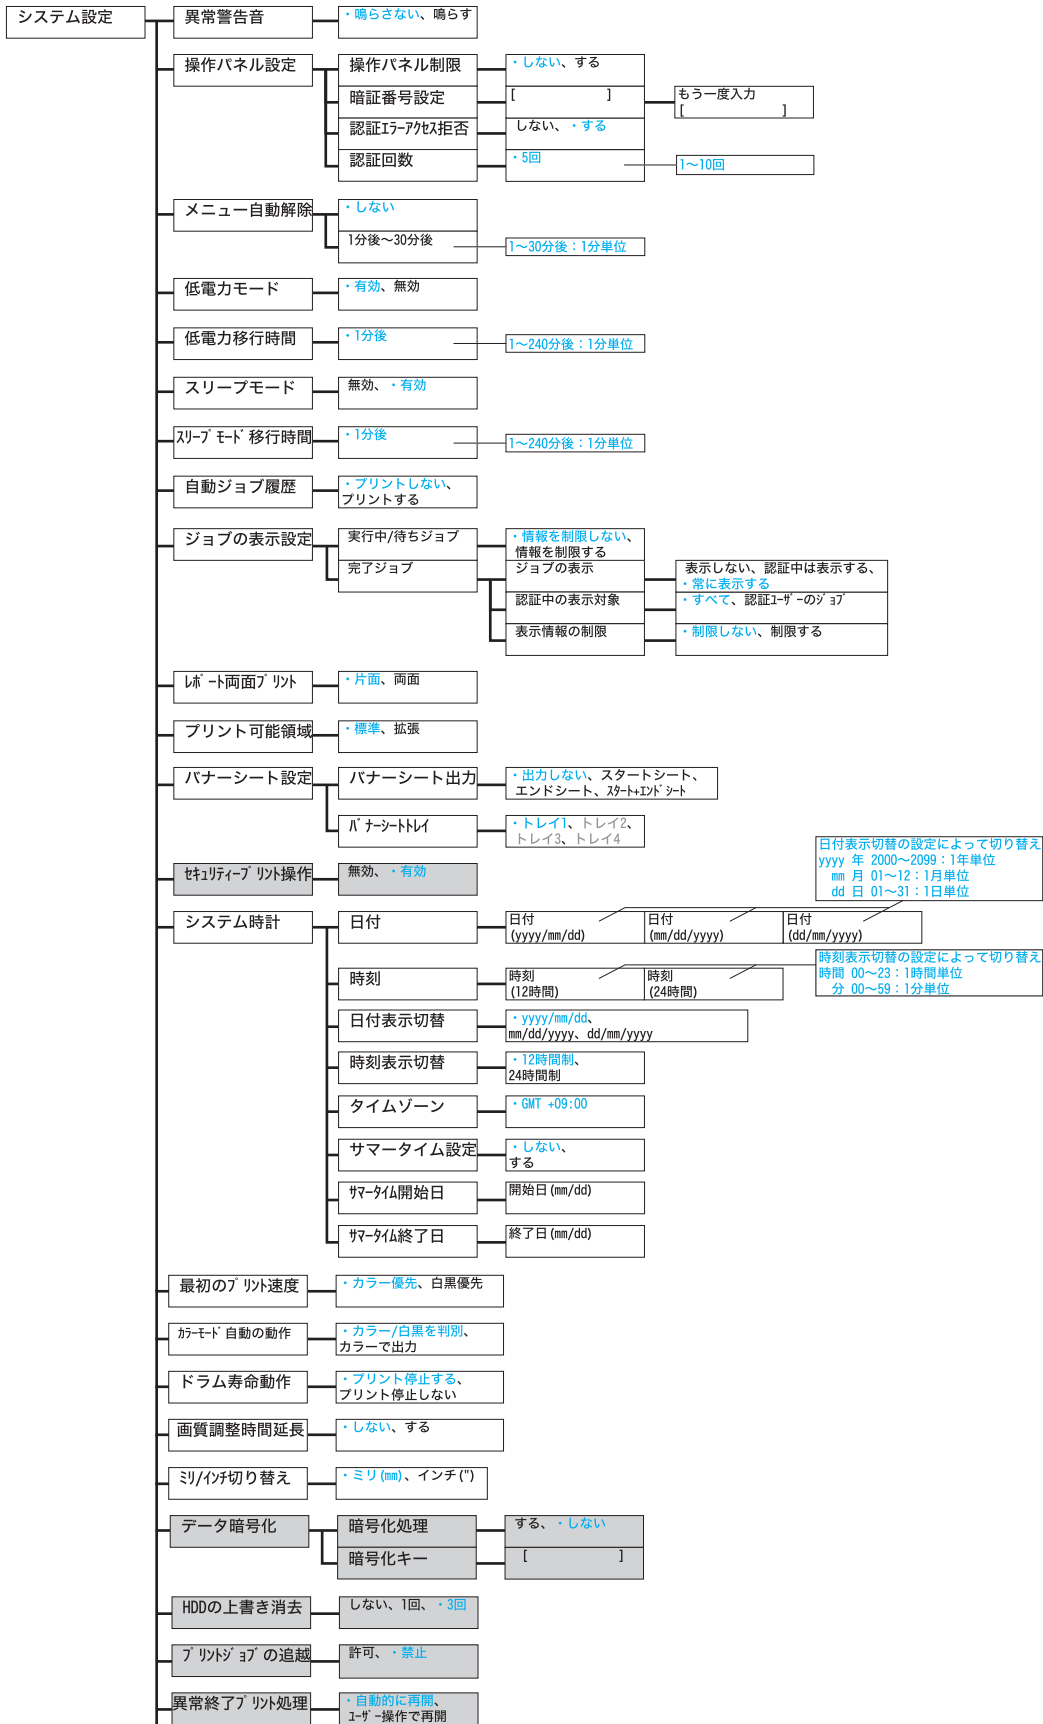 システム設定
異常警告音
・鳴らさない、鳴らす
操作パネル設定
操作パネル制限
・しない、する
暗証番号設定
[ ]
もう一度入力
[ ]
認証ｴﾗｰｱｸｾｽ拒否
しない、・する
認証回数
・5回
1～10回
メニュー自動解除
・しない
1分後～30分後
1～30分後：1分単位
低電力モード
・有効、無効
低電力移行時間
・1分後
1～240分後：1分単位
スリープモード
無効、・有効
ｽﾘｰﾌﾟﾓｰﾄﾞ移行時間
・1分後
1～240分後：1分単位
自動ジョブ履歴
・プリントしない、
プリントする
ジョブの表示設定
実行中/待ちジョブ
・情報を制限しない、
情報を制限する
完了ジョブ
ジョブの表示
表示しない、認証中は表示する、
・常に表示する
認証中の表示対象
・すべて、認証ﾕｰｻﾞｰのｼﾞｮﾌﾞ
表示情報の制限
・制限しない、制限する
ﾚﾎﾟｰﾄ両面ﾌﾟﾘﾝﾄ
・片面、両面
プリント可能領域
・標準、拡張
バナーシート設定
バナーシート出力
・出力しない、スタートシート、
エンドシート、ｽﾀｰﾄ+ｴﾝﾄﾞｼｰﾄ
ﾊﾞﾅｰｼｰﾄﾄﾚｲ
・トレイ1、トレイ2、
トレイ3、トレイ4
ｾｷｭﾘﾃｨｰﾌﾟﾘﾝﾄ操作
無効、・有効
日付表示切替の設定によって切り替え
yyyy 年 2000～2099：1年単位
mm 月 01～12：1月単位
dd 日 01～31：1日単位
システム時計
日付
日付
(yyyy/mm/dd)
日付
(mm/dd/yyyy)
日付
(dd/mm/yyyy)
時刻表示切替の設定によって切り替え
時間 00～23：1時間単位
分 00～59：1分単位
時刻
時刻
(12時間)
時刻
(24時間)
日付表示切替
・yyyy/mm/dd、
mm/dd/yyyy、dd/mm/yyyy
時刻表示切替
・12時間制、
24時間制
タイムゾーン
・GMT +09:00
サマータイム設定
・しない、
する
ｻﾏｰﾀｲﾑ開始日
開始日(mm/dd)
ｻﾏｰﾀｲﾑ終了日
終了日(mm/dd)
最初のﾌﾟﾘﾝﾄ速度
・カラー優先、白黒優先
ｶﾗｰﾓｰﾄﾞ自動の動作
・カラー/白黒を判別、
カラーで出力
ドラム寿命動作
・プリント停止する、
プリント停止しない
画質調整時間延長
・しない、する
ﾐﾘ/ｲﾝﾁ切り替え
・ミリ(mm)、インチ(")
データ暗号化
暗号化処理
する、・しない
暗号化キー
[ ]
HDDの上書き消去
しない、1回、・3回
ﾌﾟﾘﾝﾄｼﾞｮﾌﾞの追越
許可、・禁止
異常終了ﾌﾟﾘﾝﾄ処理
・自動的に再開、
ﾕｰｻﾞｰ操作で再開